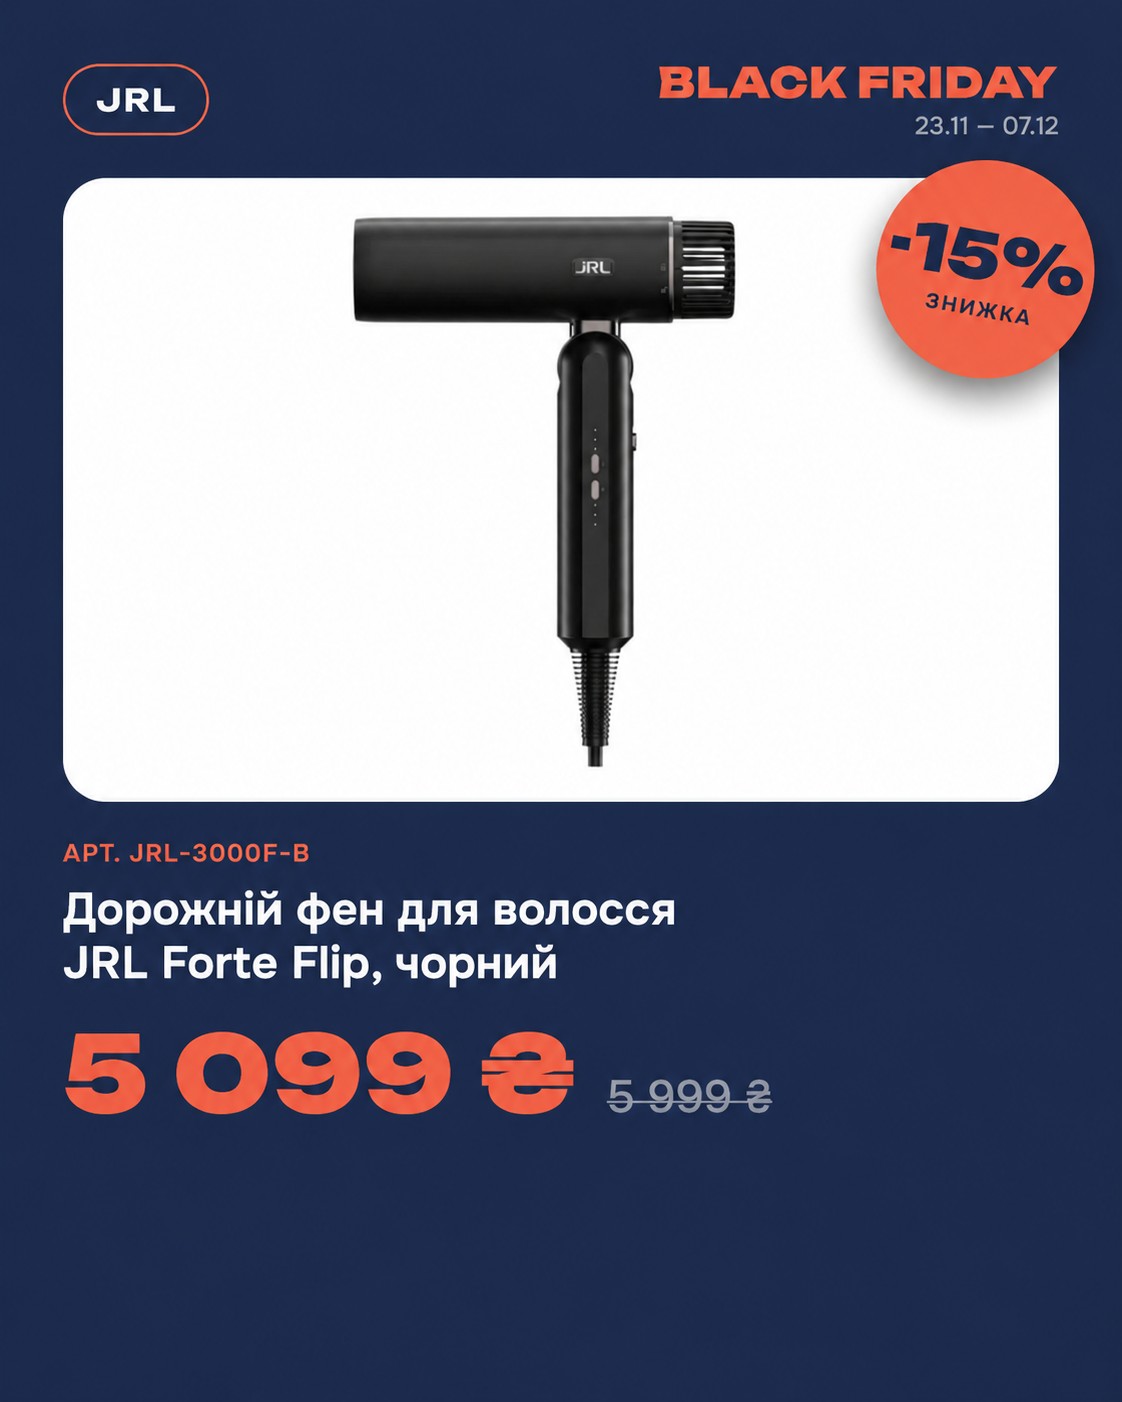 JRL
BLACK FRIDAY
23.11 — 07.12
-15%
ЗНИЖКА
JRL
АРТ. JRL-3000F-B
Дорожній фен для волосся
JRL Forte Flip, чорний
5 099 ₴
5 999 ₴